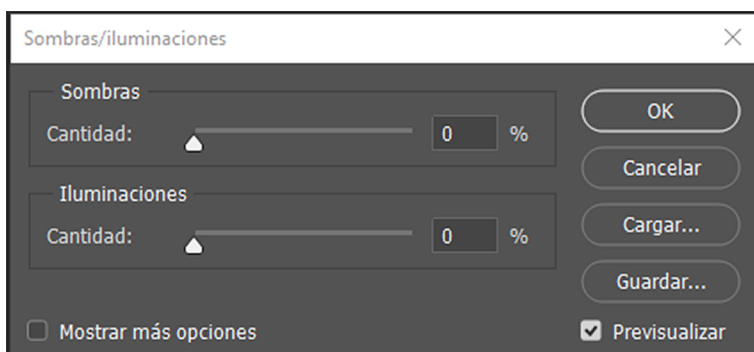 Sombras/iluminaciones
Sombras
Cantidad: 0 %
Iluminaciones
Cantidad: 0 %
Mostrar más opciones
OK
Cancelar
Cargar...
Guardar...
Previsualizar